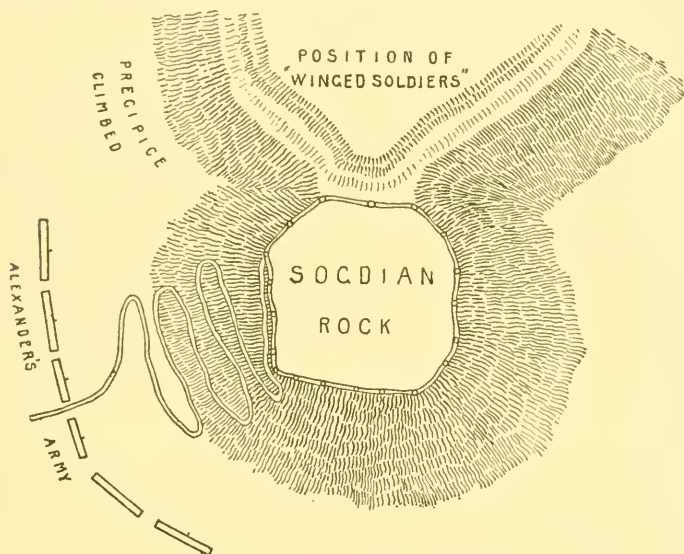 POSITION OF
"WINGED SOLDIERS"
PRECIPICE
CLIMBED
SOGDIAN
ROCK
ALEXANDER'S
ARMY